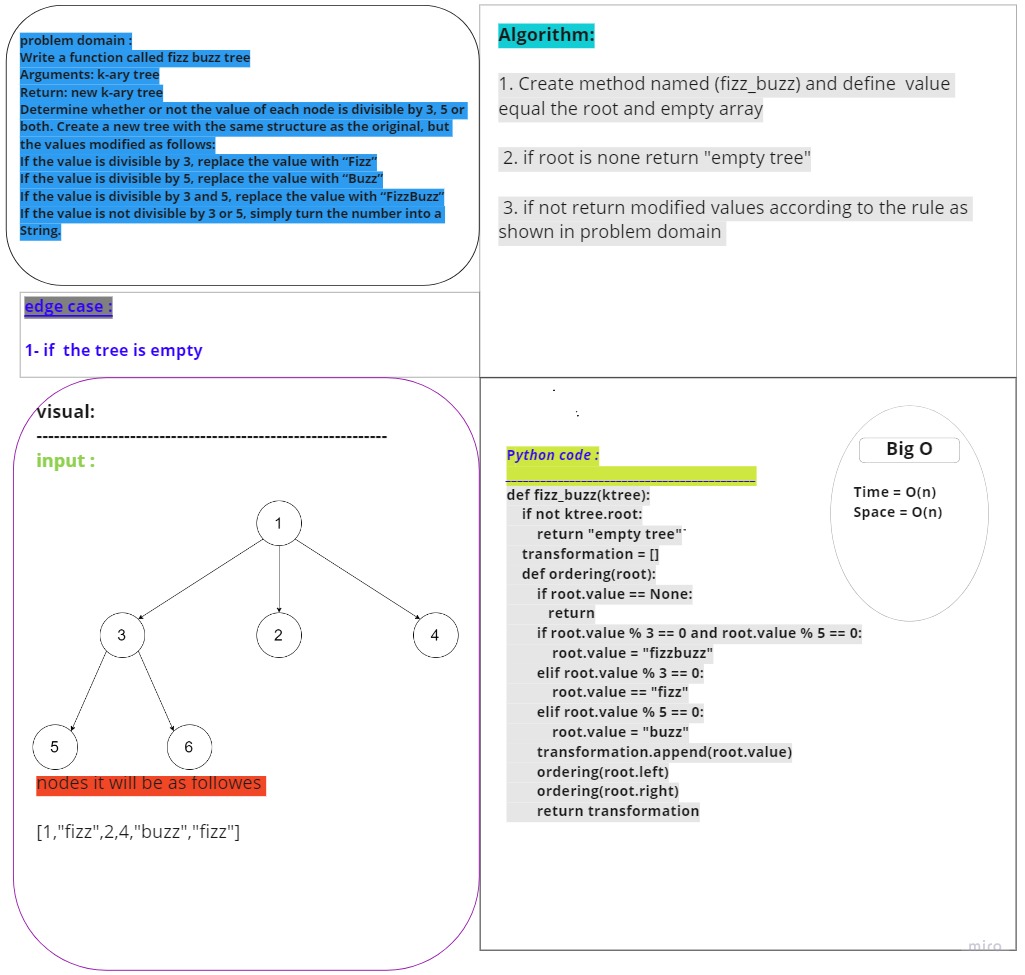 problem domain :
Write a function called fizz buzz tree
Arguments: k-ary tree
Return: new k-ary tree
Determine whether or not the value of each node is divisible by 3, 5 or
both. Create a new tree with the same structure as the original, but
the values modified as follows:
If the value is divisible by 3, replace the value with “Fizz”
If the value is divisible by 5, replace the value with “Buzz”
If the value is divisible by 3 and 5, replace the value with “FizzBuzz”
If the value is not divisible by 3 or 5, simply turn the number into a
String.
edge case :
1- if  the tree is empty
Algorithm:
1. Create method named (fizz_buzz) and define  value
equal the root and empty array
2. if root is none return "empty tree"
3. if not return modified values according to the rule as
shown in problem domain
visual:
------------------------------------------------------------
input :
1
3
2
4
5
6
nodes it will be as followes
[1,"fizz",2,4,"buzz","fizz"]
Python code :
___________________________________________
def fizz_buzz(ktree):
if not ktree.root:
return "empty tree"`
transformation = []
def ordering(root):
if root.value == None:
return
if root.value % 3 == 0 and root.value % 5 == 0:
root.value = "fizzbuzz"
elif root.value % 3 == 0:
root.value == "fizz"
elif root.value % 5 == 0:
root.value = "buzz"
transformation.append(root.value)
ordering(root.left)
ordering(root.right)
return transformation
Big O
Time = O(n)
Space = O(n)
miro